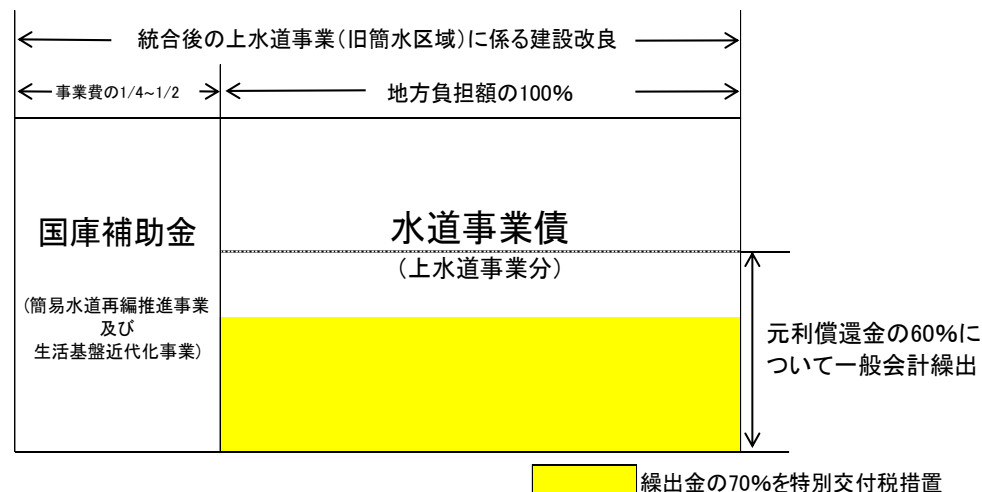 統合後の上水道事業(旧簡水区域)に係る建設改良
事業費の1/4~1/2
地方負担額の100%
国庫補助金
(簡易水道再編推進事業
及び
生活基盤近代化事業)
水道事業債
(上水道事業分)
元利償還金の60%に
ついて一般会計繰出
繰出金の70%を特別交付税措置